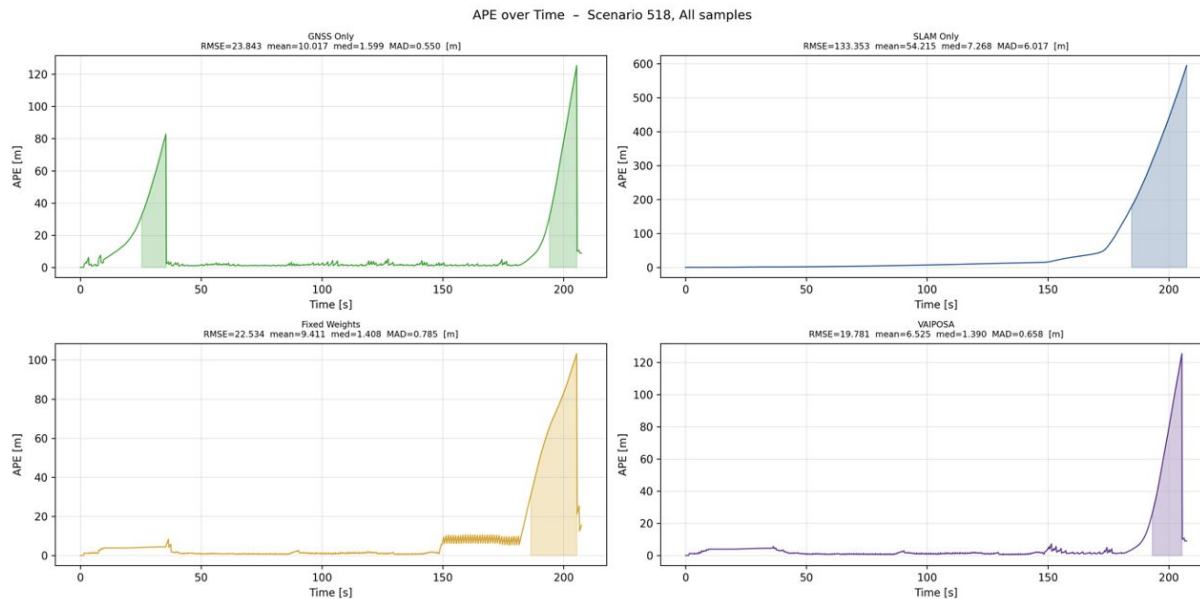 APE over Time – Scenario 518, All samples
GNSS Only
RMSE=23.843 mean=10.017 med=1.599 MAD=0.550 [m]
APE [m]
120
100
80
60
40
20
0
0 50 100 150 200
Time [s]
SLAM Only
RMSE=133.353 mean=54.215 med=7.268 MAD=6.017 [m]
APE [m]
600
500
400
300
200
100
0
0 50 100 150 200
Time [s]
Fixed Weights
RMSE=22.534 mean=9.411 med=1.408 MAD=0.785 [m]
APE [m]
100
80
60
40
20
0
0 50 100 150 200
Time [s]
VAIPOSA
RMSE=19.781 mean=6.525 med=1.390 MAD=0.658 [m]
APE [m]
120
100
80
60
40
20
0
0 50 100 150 200
Time [s]